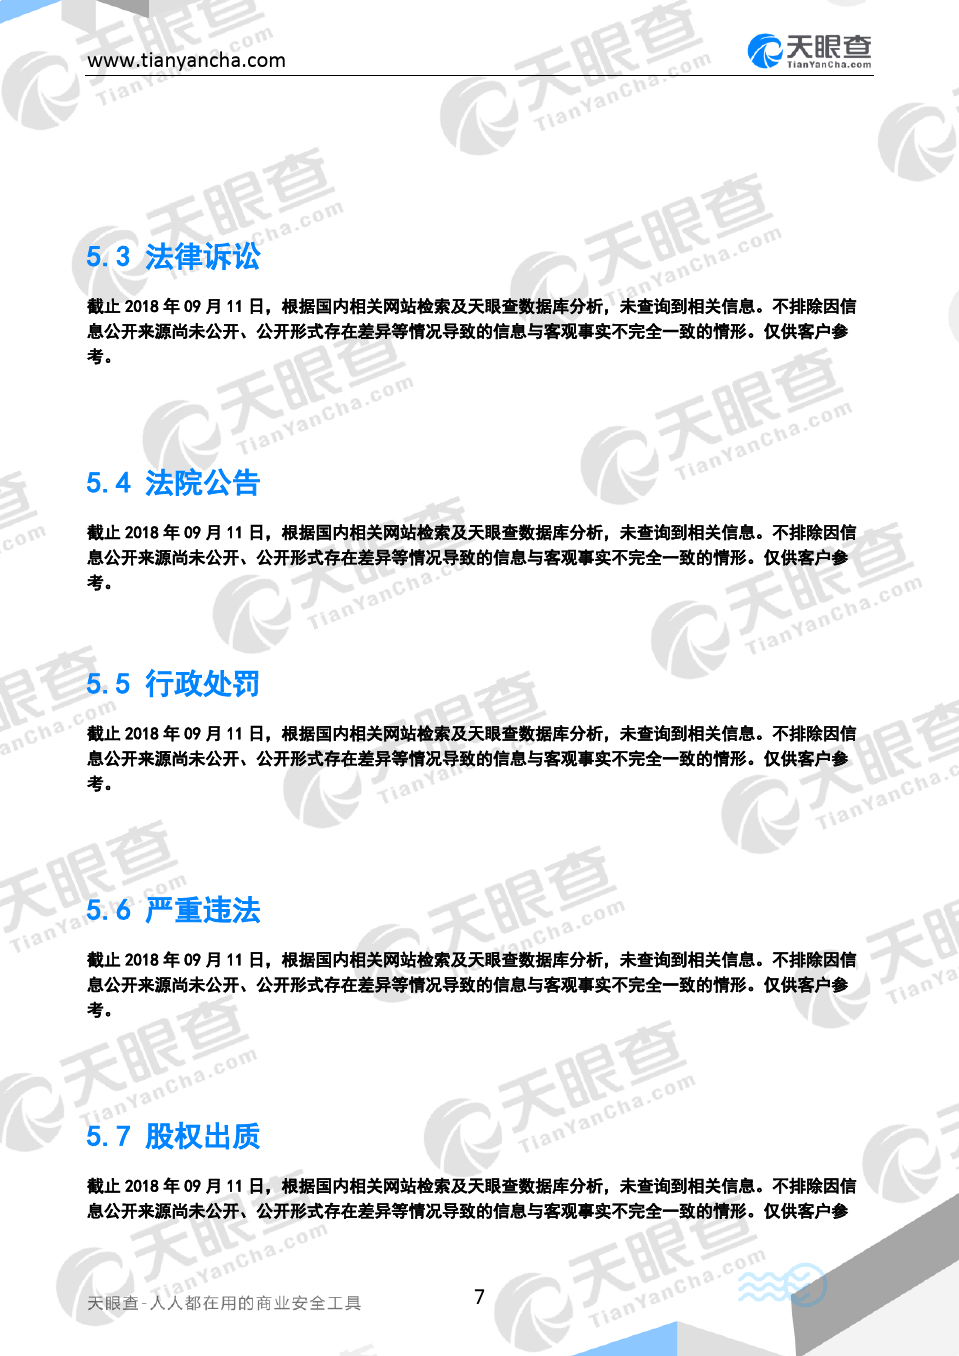 www.tianyancha.com
天眼查
TianYanCha.com
5.3 法律诉讼
截止 2018 年 09 月 11 日，根据国内相关网站检索及天眼查数据库分析，未查询到相关信息。不排除因信
息公开来源尚未公开、公开形式存在差异等情况导致的信息与客观事实不完全一致的情形。仅供客户参
考。
5.4 法院公告
截止 2018 年 09 月 11 日，根据国内相关网站检索及天眼查数据库分析，未查询到相关信息。不排除因信
息公开来源尚未公开、公开形式存在差异等情况导致的信息与客观事实不完全一致的情形。仅供客户参
考。
5.5 行政处罚
截止 2018 年 09 月 11 日，根据国内相关网站检索及天眼查数据库分析，未查询到相关信息。不排除因信
息公开来源尚未公开、公开形式存在差异等情况导致的信息与客观事实不完全一致的情形。仅供客户参
考。
5.6 严重违法
截止 2018 年 09 月 11 日，根据国内相关网站检索及天眼查数据库分析，未查询到相关信息。不排除因信
息公开来源尚未公开、公开形式存在差异等情况导致的信息与客观事实不完全一致的情形。仅供客户参
考。
5.7 股权出质
截止 2018 年 09 月 11 日，根据国内相关网站检索及天眼查数据库分析，未查询到相关信息。不排除因信
息公开来源尚未公开、公开形式存在差异等情况导致的信息与客观事实不完全一致的情形。仅供客户参
天眼查-人人都在用的商业安全工具
7